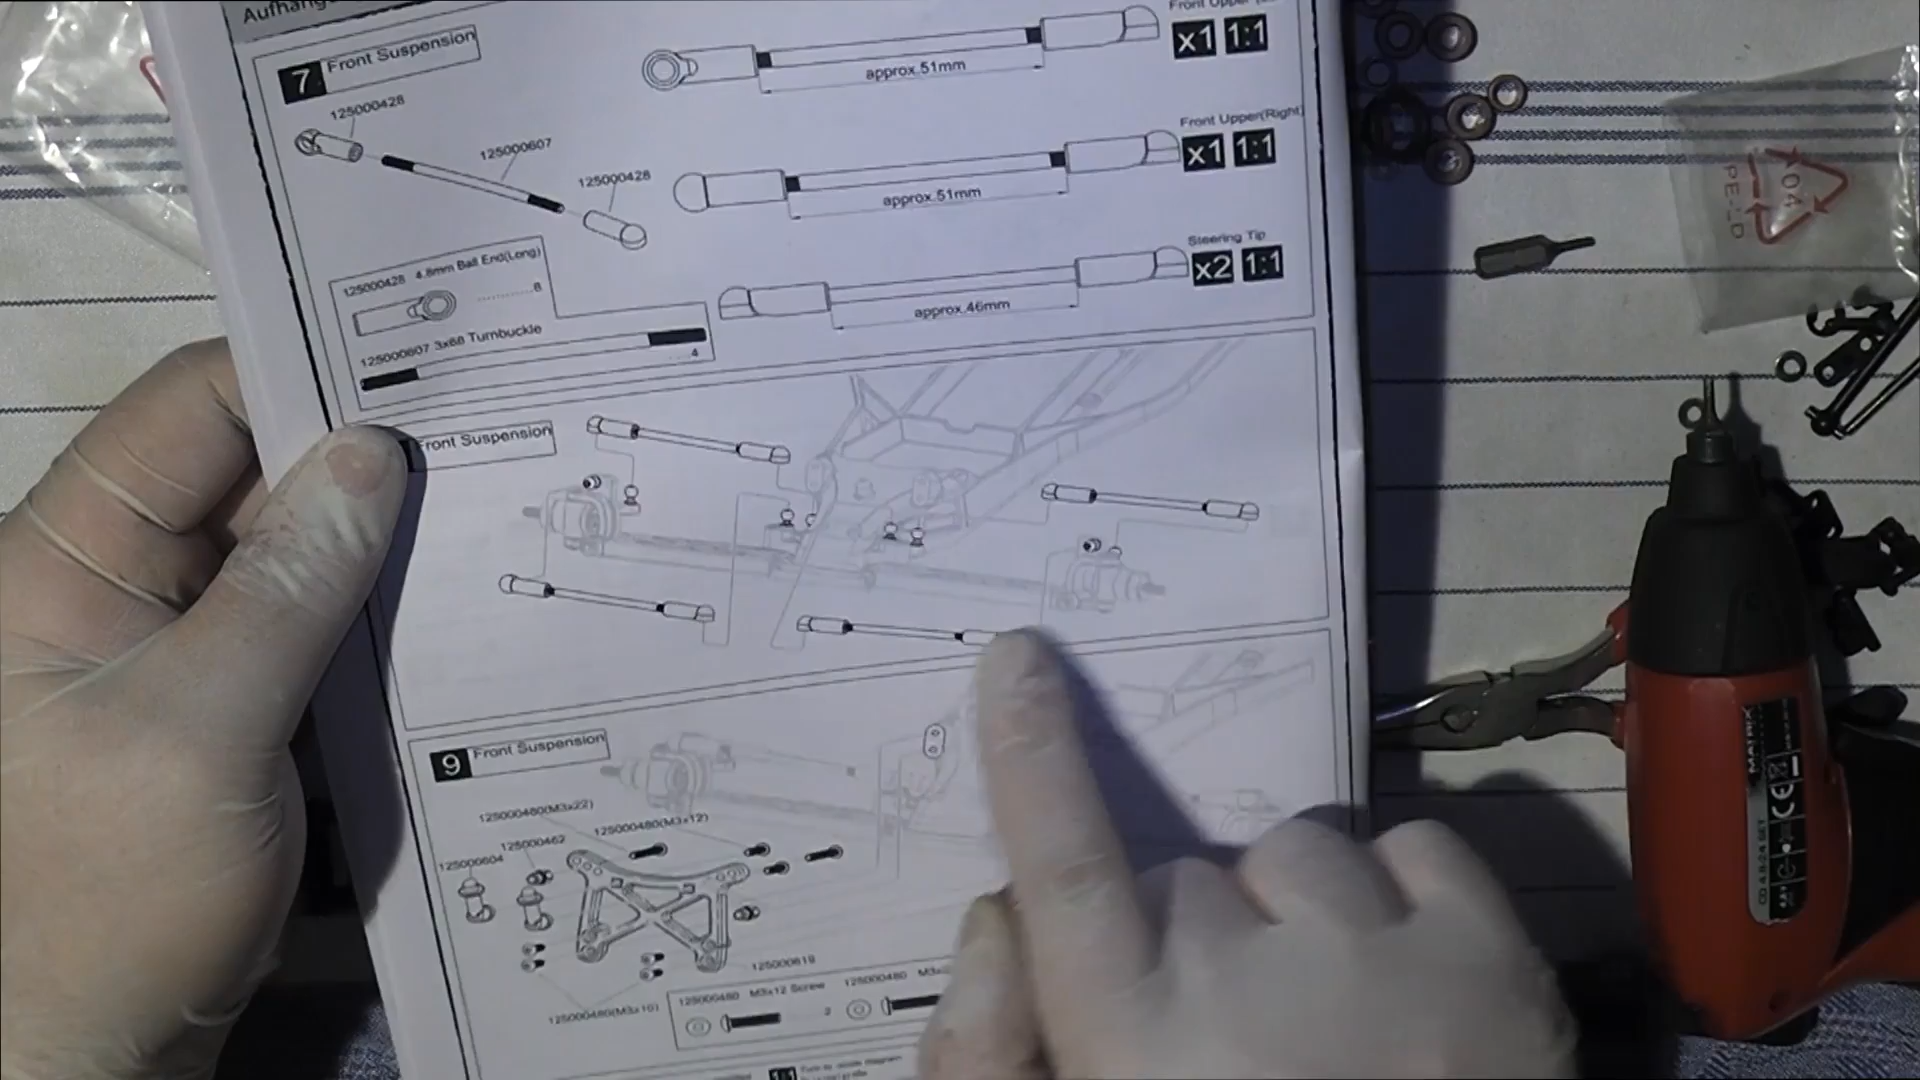 7 Front Suspension
125000428
125000607
125000428
125000428 4.8mm Ball End(Long)
8
125000607 3x68 Turnbuckle
4
Front Upper
x1 1:1
approx.51mm
Front Upper(Right)
x1 1:1
approx.51mm
Steering Tip
x2 1:1
approx.46mm
Front Suspension
9 Front Suspension
125000480(M3x22)
125000480(M3x12)
125000462
125000604
125000619
125000480(M3x10)
125000480 M3x12 Screw
2
125000480
1:1
04
PE-LD
MATRIX
CE